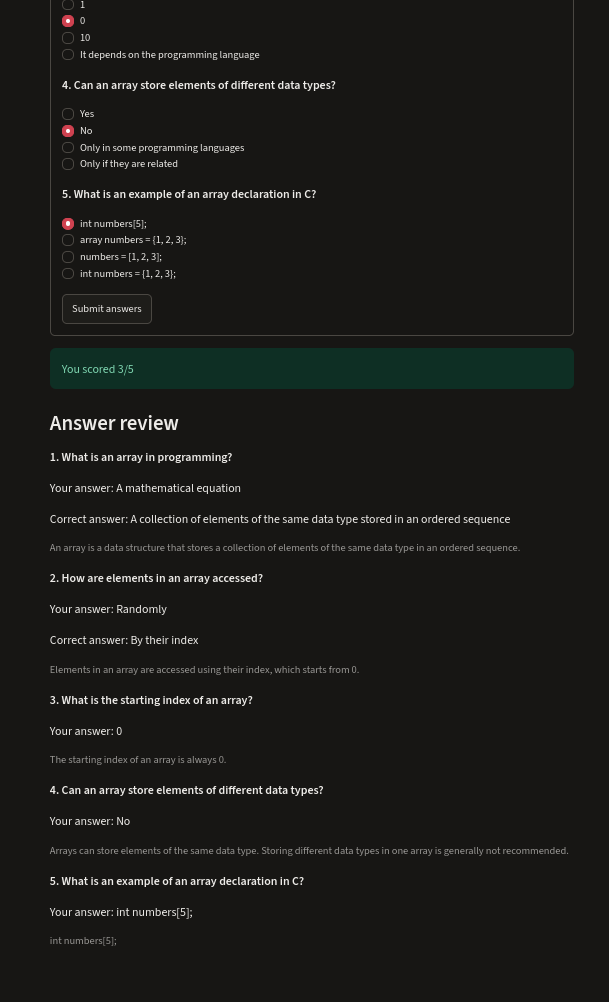 1
0
10
It depends on the programming language
4. Can an array store elements of different data types?
Yes
No
Only in some programming languages
Only if they are related
5. What is an example of an array declaration in C?
int numbers[5];
array numbers = {1, 2, 3};
numbers = [1, 2, 3];
int numbers = {1, 2, 3};
Submit answers
You scored 3/5
Answer review
1. What is an array in programming?
Your answer: A mathematical equation
Correct answer: A collection of elements of the same data type stored in an ordered sequence
An array is a data structure that stores a collection of elements of the same data type in an ordered sequence.
2. How are elements in an array accessed?
Your answer: Randomly
Correct answer: By their index
Elements in an array are accessed using their index, which starts from 0.
3. What is the starting index of an array?
Your answer: 0
The starting index of an array is always 0.
4. Can an array store elements of different data types?
Your answer: No
Arrays can store elements of the same data type. Storing different data types in one array is generally not recommended.
5. What is an example of an array declaration in C?
Your answer: int numbers[5];
int numbers[5];